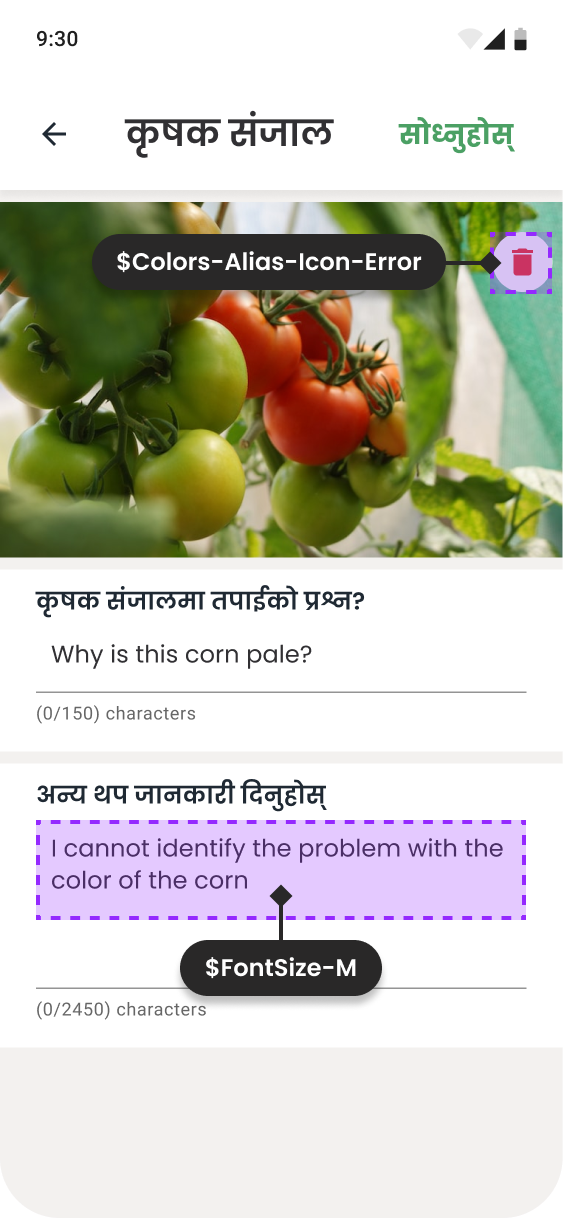 9:30
कृषक संजाल
सोध्नुहोस्
$Colors-Alias-Icon-Error
कृषक संजालमा तपाईको प्रश्न?
Why is this corn pale?
(0/150) characters
अन्य थप जानकारी दिनुहोस्
I cannot identify the problem with the
color of the corn
$FontSize-M
(0/2450) characters